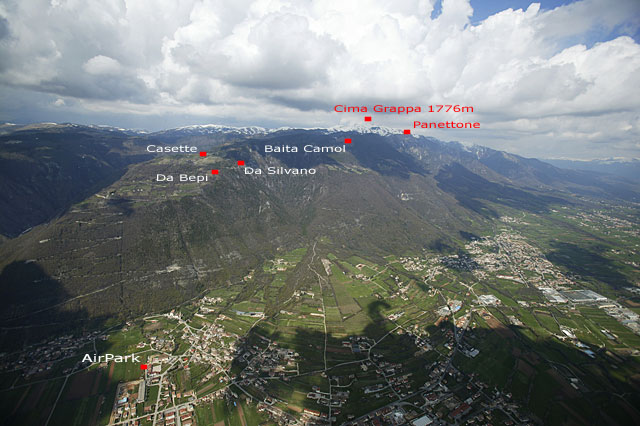 Cima Grappa 1776m
Panettone
Casette
Baita Camol
Da Silvano
Da Bepi
AirPark